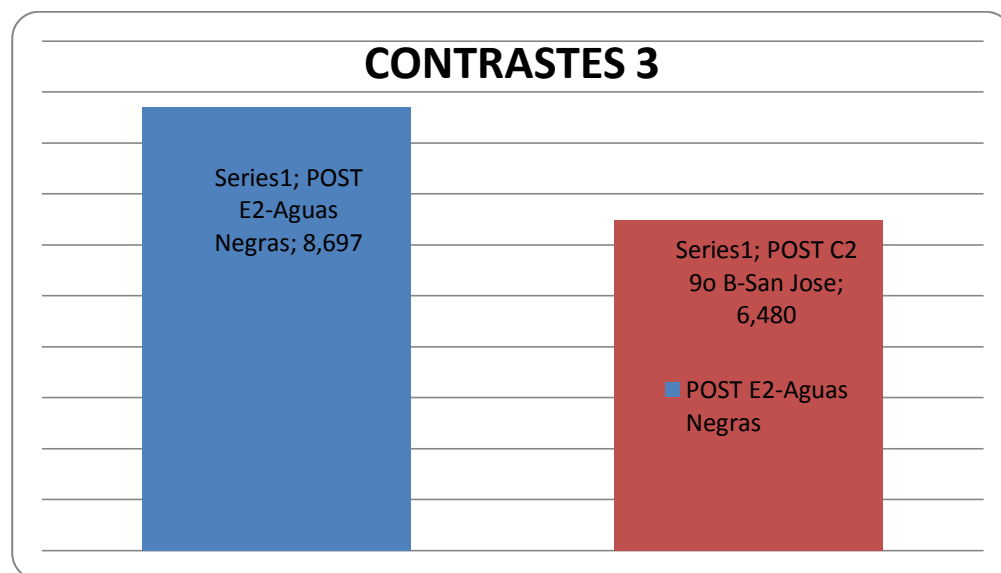 CONTRASTES 3
Series1; POST
E2-Aguas
Negras; 8,697
Series1; POST C2
9o B-San Jose;
6,480
POST E2-Aguas
Negras